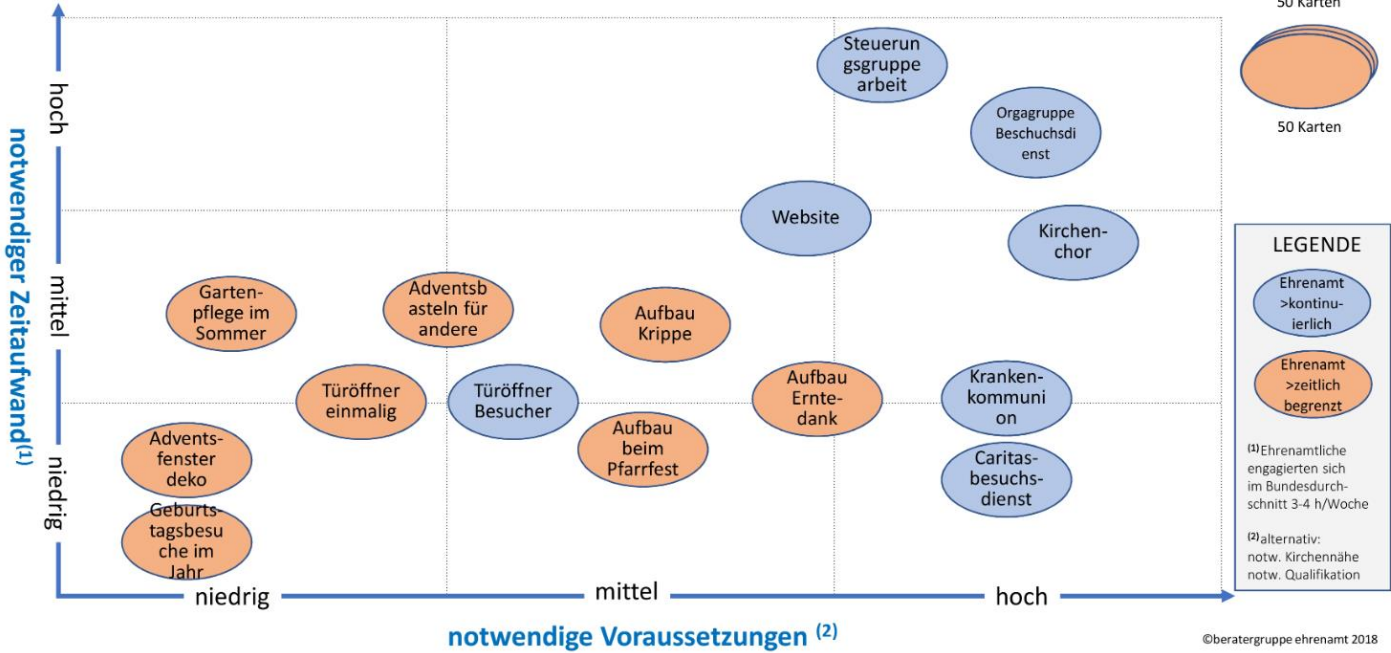 50 Karten
50 Karten
notwendiger Zeitaufwand(1)
hoch
mittel
niedrig
Steuerun
gsgruppe
arbeit
Orgagruppe
Beschuchsdi
enst
Website
Kirchen-
chor
Garten-
pflege im
Sommer
Adventsb
asteln für
andere
Aufbau
Krippe
Türöffner
einmalig
Türöffner
Besucher
Aufbau
Ernte-
dank
Kranken-
kommuni
on
Advents-
fenster
deko
Aufbau
beim
Pfarrfest
Caritas-
besuchs-
dienst
Geburts-
tagsbesu
che im
Jahr
niedrig
mittel
hoch
notwendige Voraussetzungen (2)
LEGENDE
Ehrenamt
>kontinu-
ierlich
Ehrenamt
>zeitlich
begrenzt
(1)Ehrenamtliche
engagierten sich
im Bundesdurch-
schnitt 3-4 h/Woche
(2)alternativ:
notw. Kirchennähe
notw. Qualifikation
©beratergruppe ehrenamt 2018